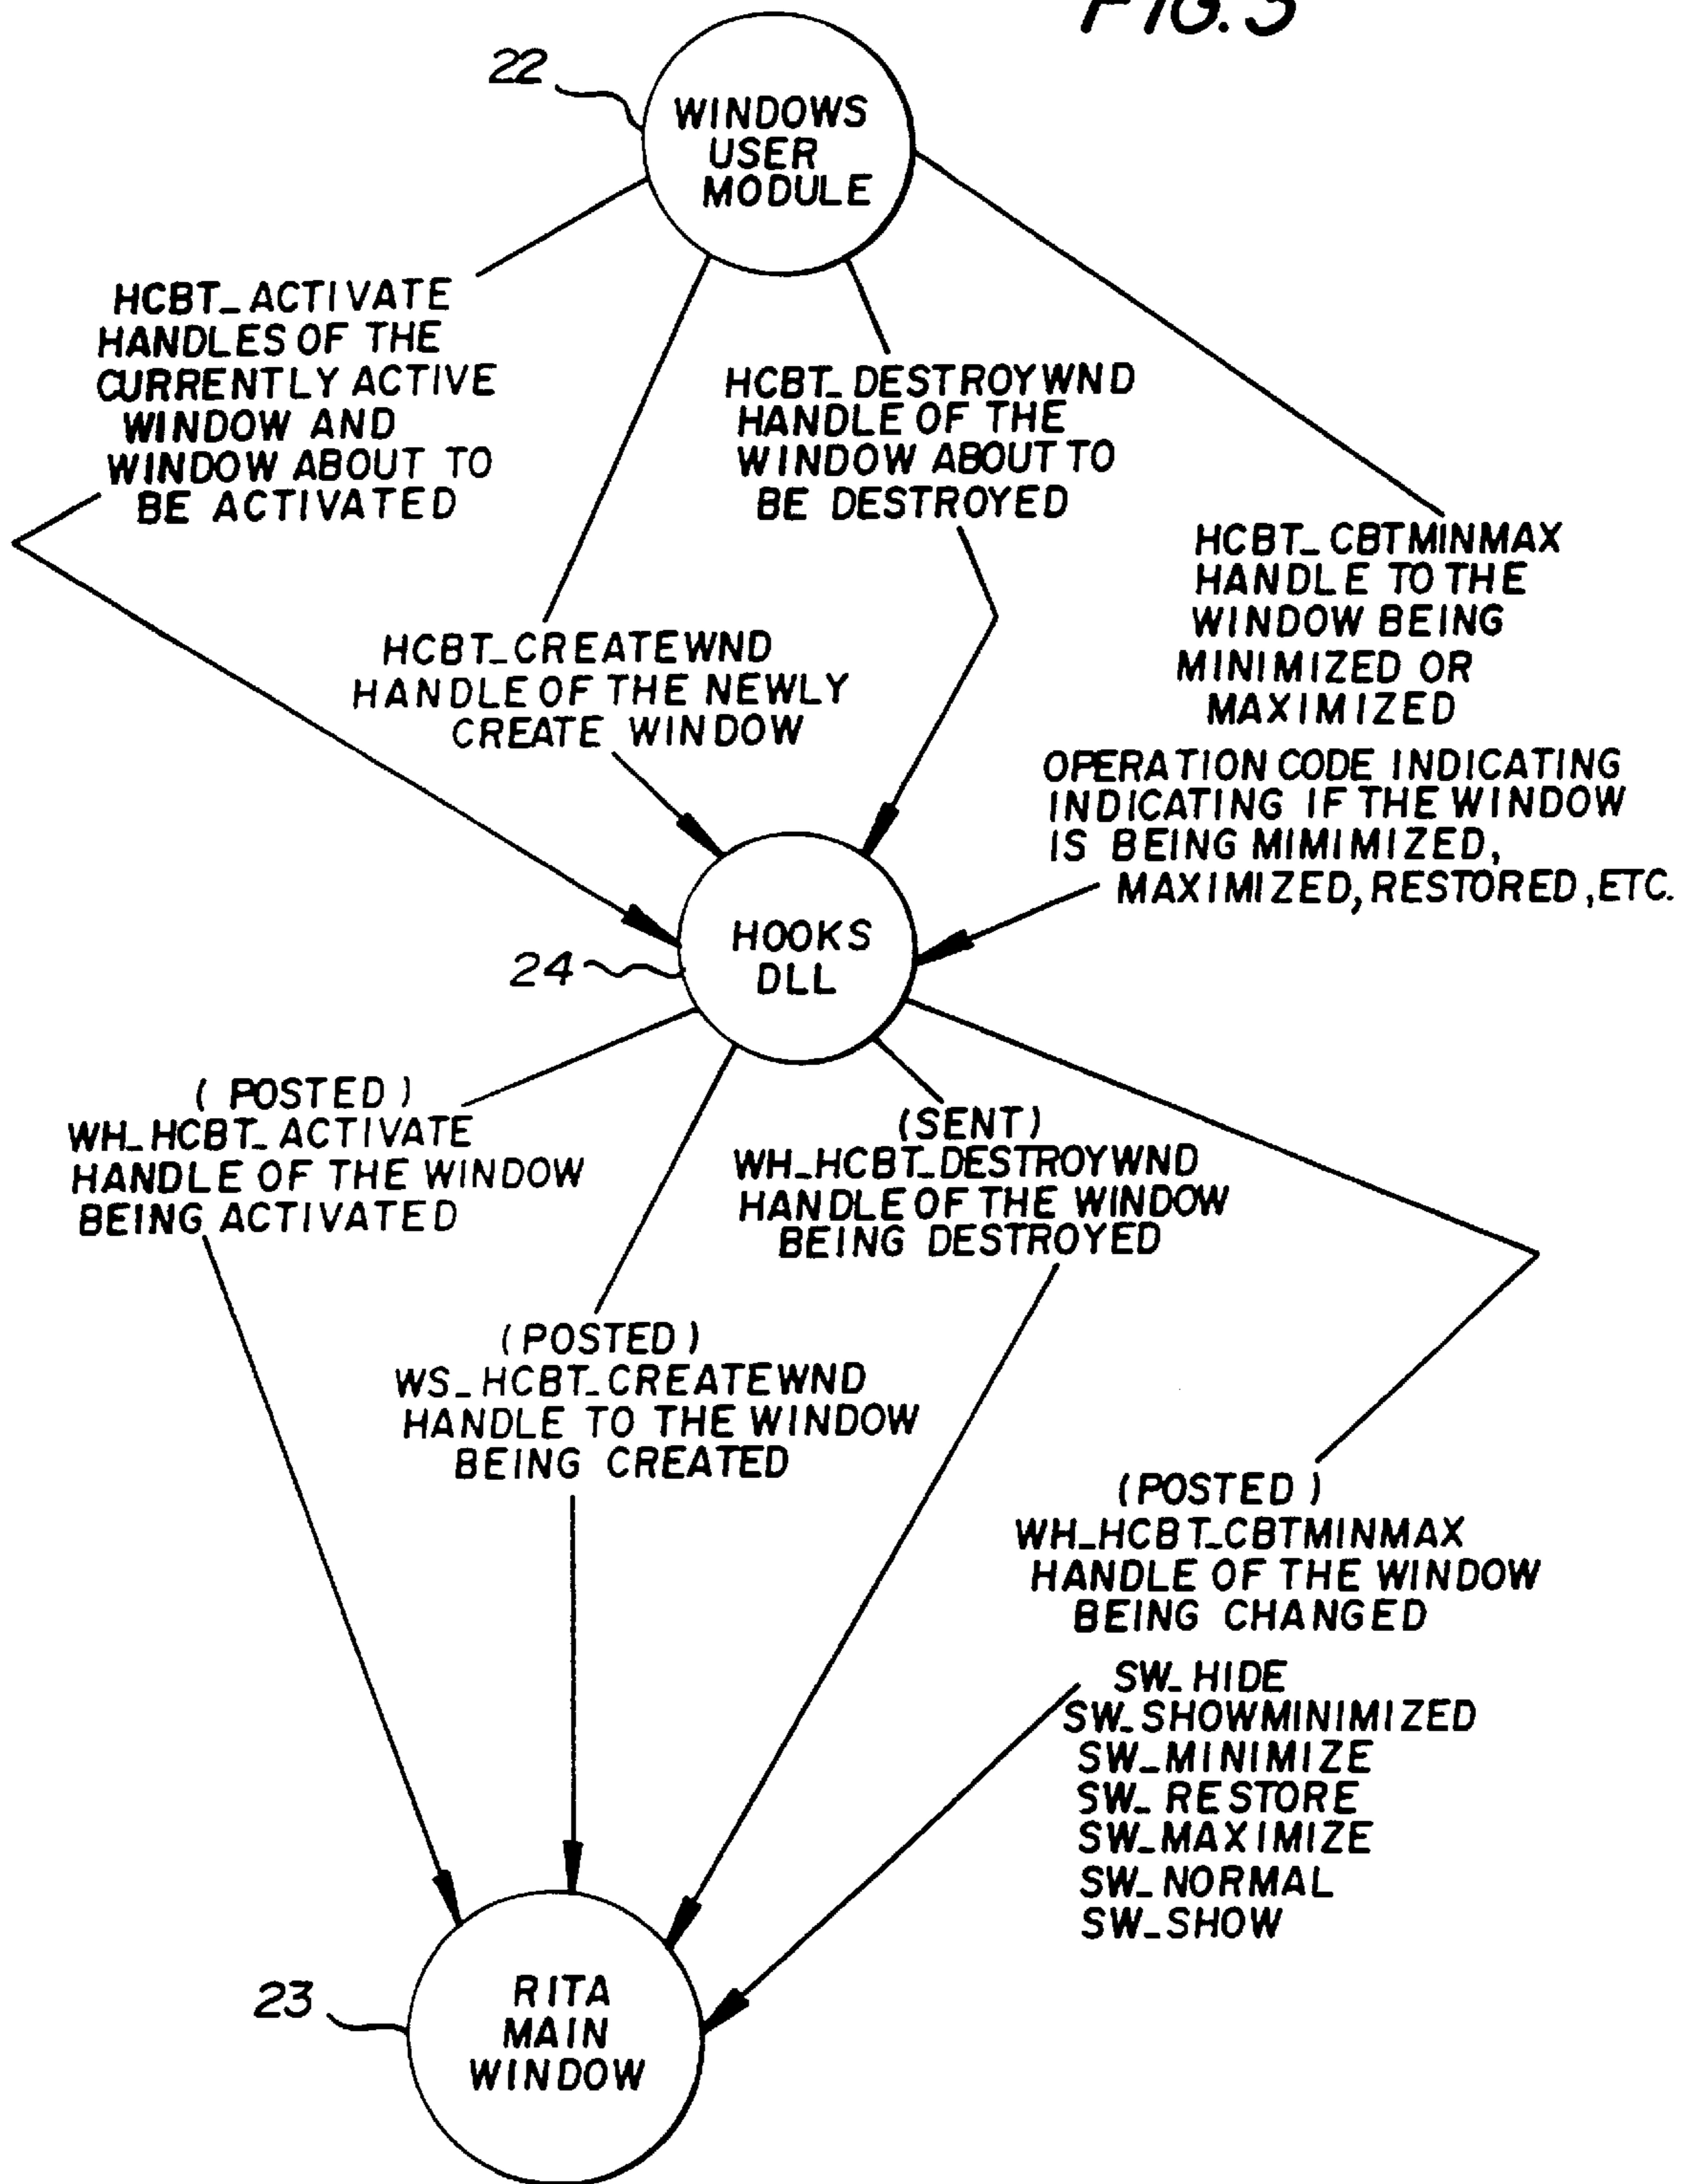 FIG. 3
22
WINDOWS
USER
MODULE
HCBT_ACTIVATE
HANDLES OF THE
CURRENTLY ACTIVE
WINDOW AND
WINDOW ABOUT TO
BE ACTIVATED
HCBT_DESTROYWND
HANDLE OF THE
WINDOW ABOUT TO
BE DESTROYED
HCBT_CBTMINMAX
HANDLE TO THE
WINDOW BEING
MINIMIZED OR
MAXIMIZED
OPERATION CODE INDICATING
INDICATING IF THE WINDOW
IS BEING MIMIMIZED,
MAXIMIZED, RESTORED, ETC.
HCBT_CREATEWND
HANDLE OF THE NEWLY
CREATE WINDOW
24
HOOKS
DLL
(POSTED)
WH_HCBT_ACTIVATE
HANDLE OF THE WINDOW
BEING ACTIVATED
(SENT)
WH_HCBT_DESTROYWND
HANDLE OF THE WINDOW
BEING DESTROYED
(POSTED)
WS_HCBT_CREATEWND
HANDLE TO THE WINDOW
BEING CREATED
(POSTED)
WH_HCBT_CBTMINMAX
HANDLE OF THE WINDOW
BEING CHANGED
SW_HIDE
SW_SHOWMINIMIZED
SW_MINIMIZE
SW_RESTORE
SW_MAXIMIZE
SW_NORMAL
SW_SHOW
23
RITA
MAIN
WINDOW